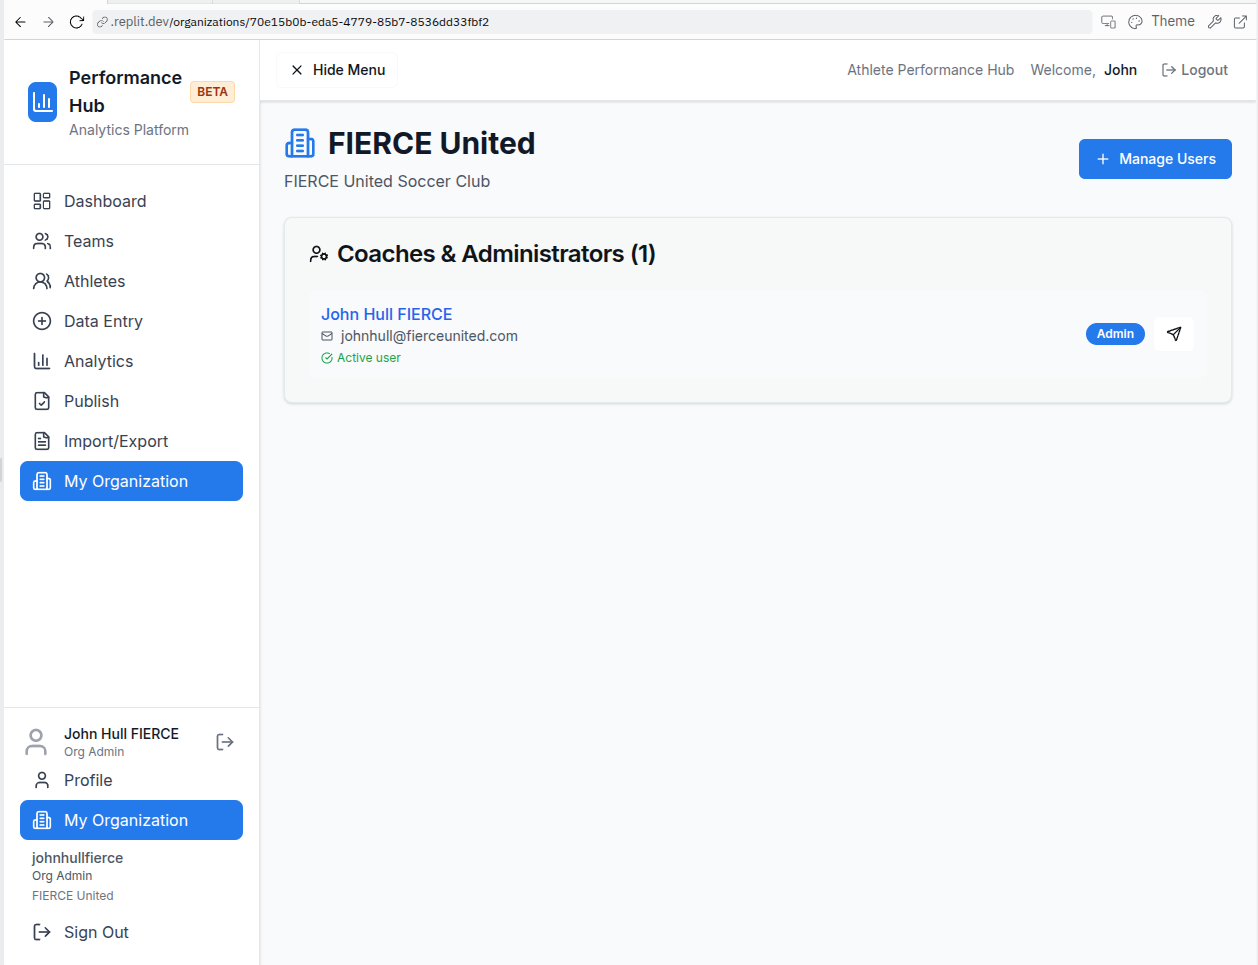 .replit.dev/organizations/70e15b0b-eda5-4779-85b7-8536dd33fbf2
Theme
Performance
Hub
BETA
Analytics Platform
Hide Menu
Athlete Performance Hub
Welcome, John
Logout
FIERCE United
FIERCE United Soccer Club
Manage Users
Dashboard
Teams
Athletes
Data Entry
Analytics
Publish
Import/Export
My Organization
Coaches & Administrators (1)
John Hull FIERCE
johnhull@fierceunited.com
Active user
Admin
John Hull FIERCE
Org Admin
Profile
My Organization
johnhullfierce
Org Admin
FIERCE United
Sign Out